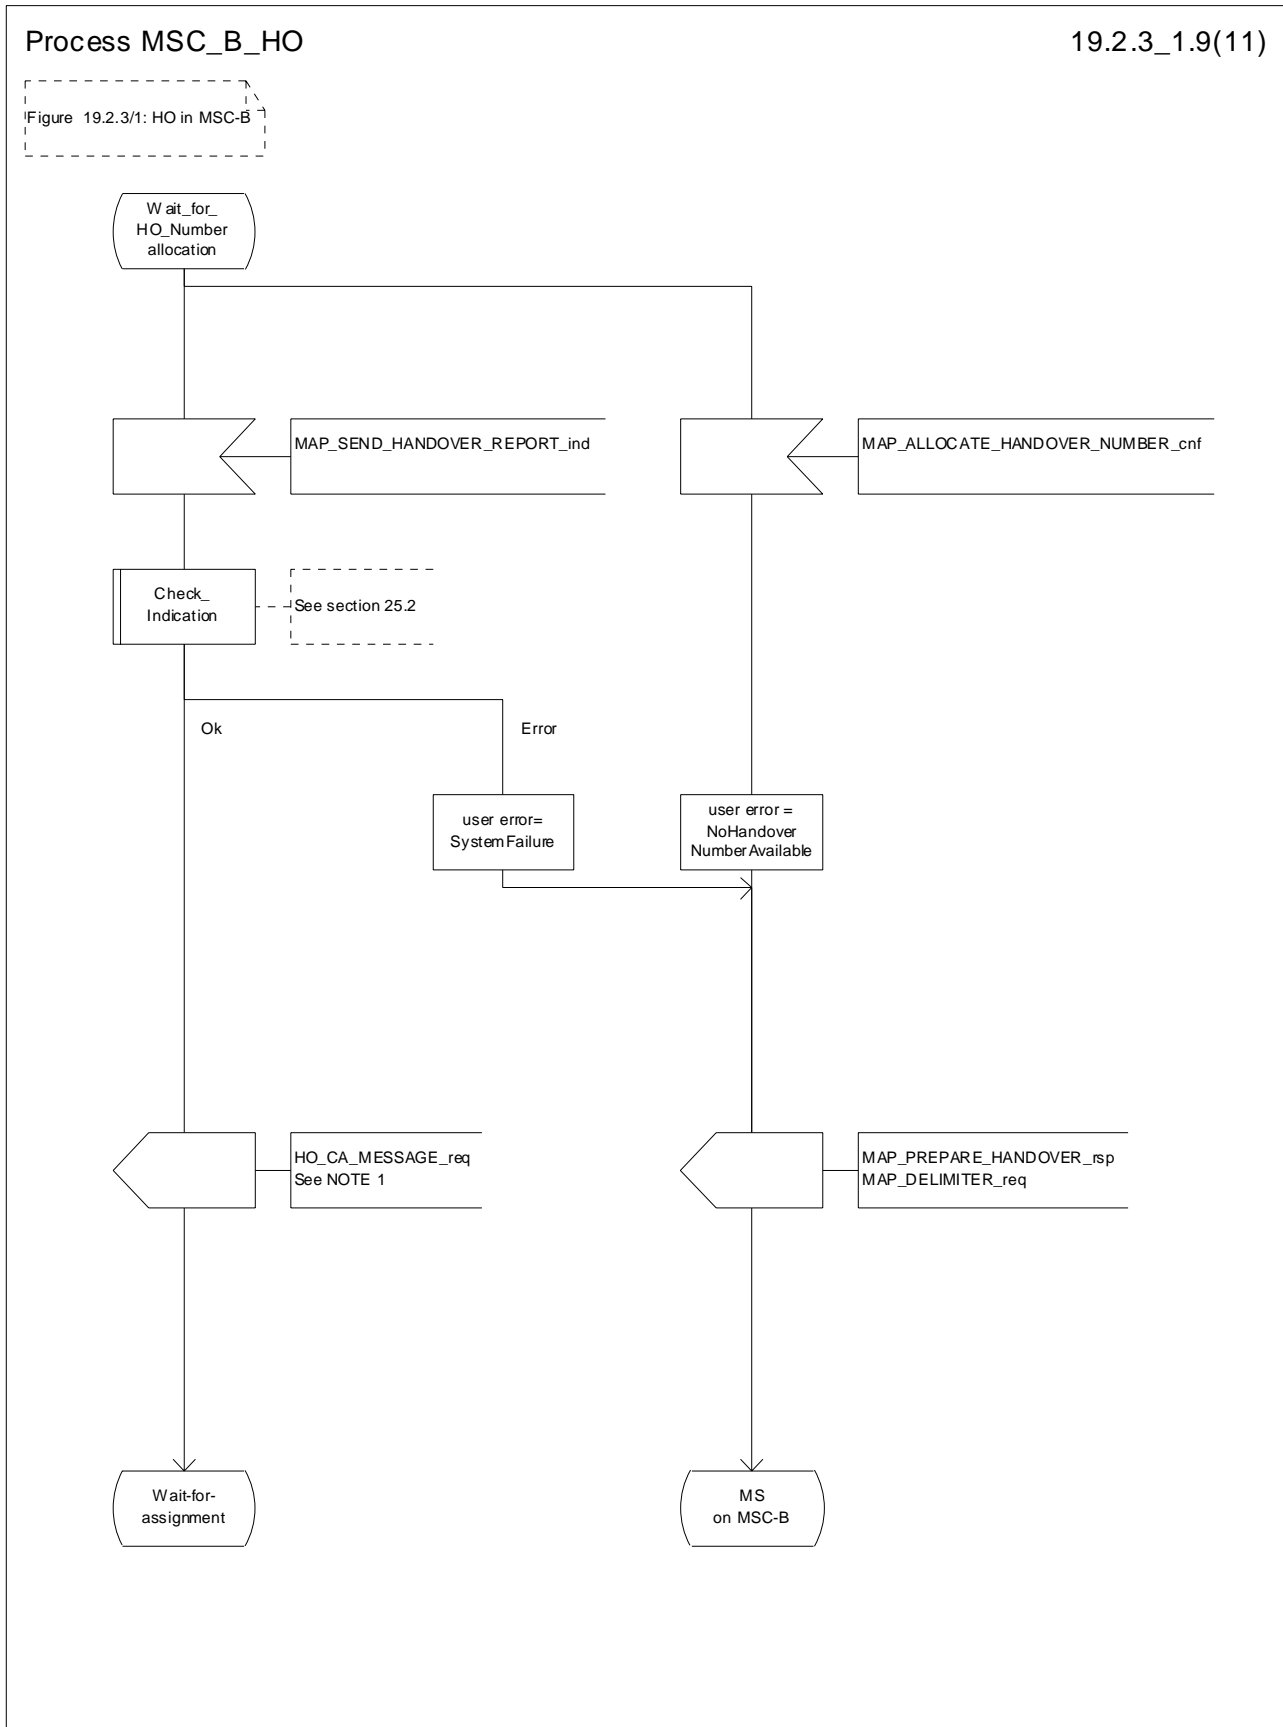 Process MSC_B_HO
19.2.3_1.9(11)
Figure 19.2.3/1: HO in MSC-B
Wait_for_
HO_Number
allocation
MAP_SEND_HANDOVER_REPORT_ind
MAP_ALLOCATE_HANDOVER_NUMBER_cnf
Check_
Indication
See section 25.2
Ok
Error
user error=
SystemFailure
user error =
NoHandover
NumberAvailable
HO_CA_MESSAGE_req
See NOTE 1
MAP_PREPARE_HANDOVER_rsp
MAP_DELIMITER_req
Wait-for-
assignment
MS
on MSC-B